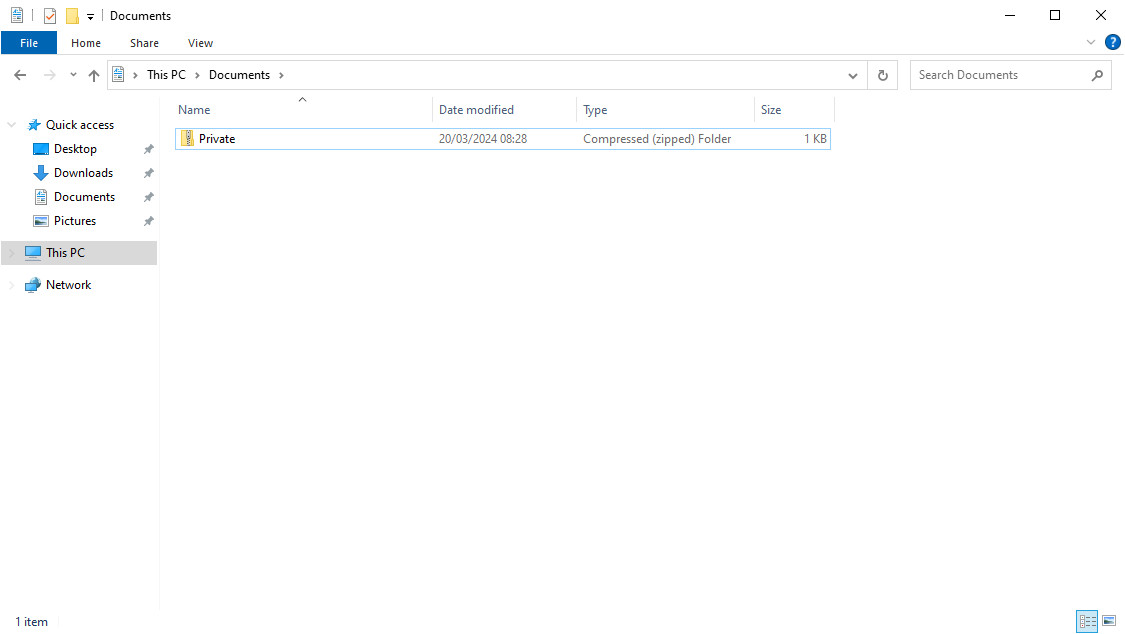 Documents
File Home Share View
This PC Documents Search Documents
Name Date modified Type Size
Private 20/03/2024 08:28 Compressed (zipped) Folder 1 KB
Quick access
Desktop
Downloads
Documents
Pictures
This PC
Network
1 item